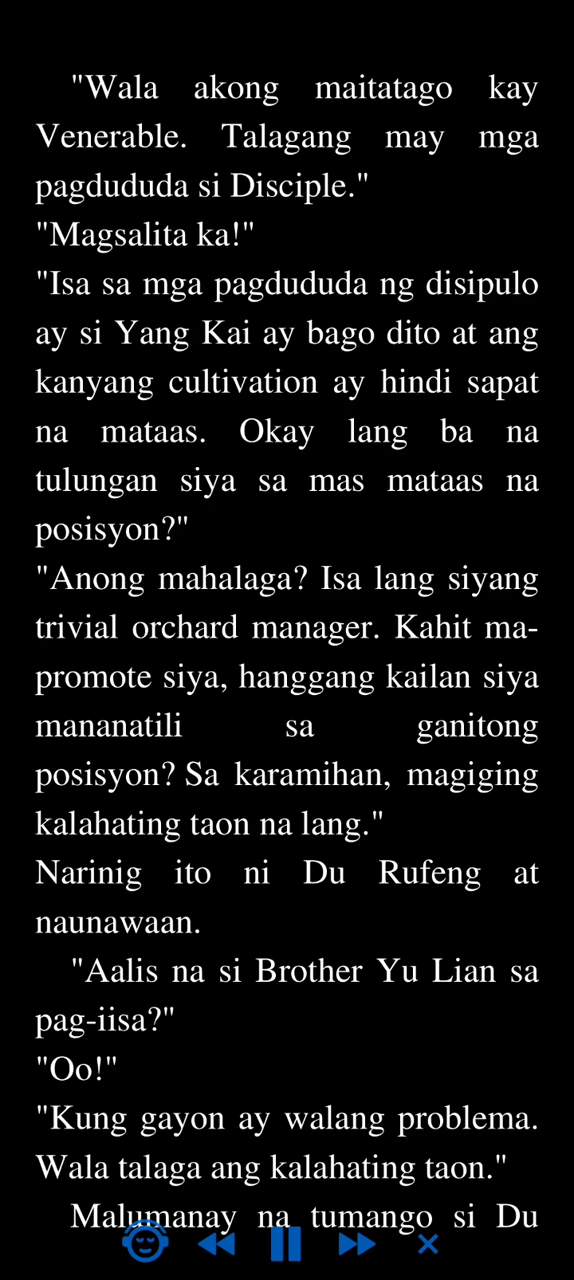 "Wala akong maitatago kay
Venerable. Talagang may mga
pagdududa si Disciple."
"Magsalita ka!"
"Isa sa mga pagdududa ng disipulo
ay si Yang Kai ay bago dito at ang
kanyang cultivation ay hindi sapat
na mataas. Okay lang ba na
tulungan siya sa mas mataas na
posisyon?"
"Anong mahalaga? Isa lang siyang
trivial orchard manager. Kahit ma-
promote siya, hanggang kailan siya
mananatili sa ganitong
posisyon? Sa karamihan, magiging
kalahating taon na lang."
Narinig ito ni Du Rufeng at
naunawaan.
"Aalis na si Brother Yu Lian sa
pag-iisa?"
"Oo!"
"Kung gayon ay walang problema.
Wala talaga ang kalahating taon."
Malumanay na tumango si Du